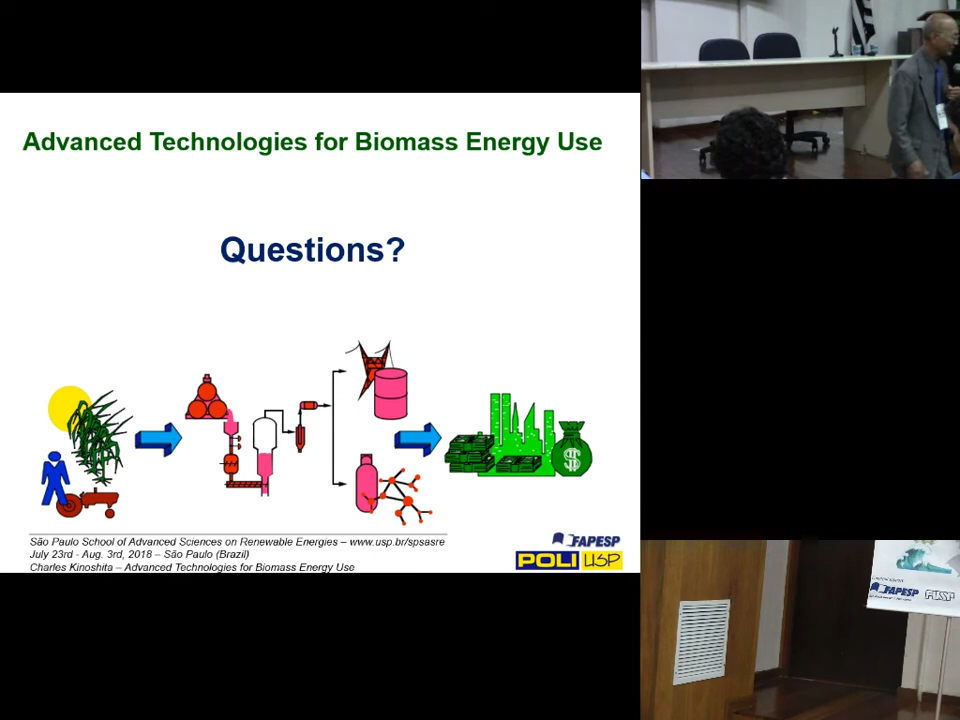 Advanced Technologies for Biomass Energy Use
Questions?
$
São Paulo School of Advanced Sciences on Renewable Energies – www.usp.br/spsasre
July 23rd - Aug. 3rd, 2018 – São Paulo (Brazil)
Charles Kinoshita – Advanced Technologies for Biomass Energy Use
FAPESP
POLI USP
FAPESP
FUSP